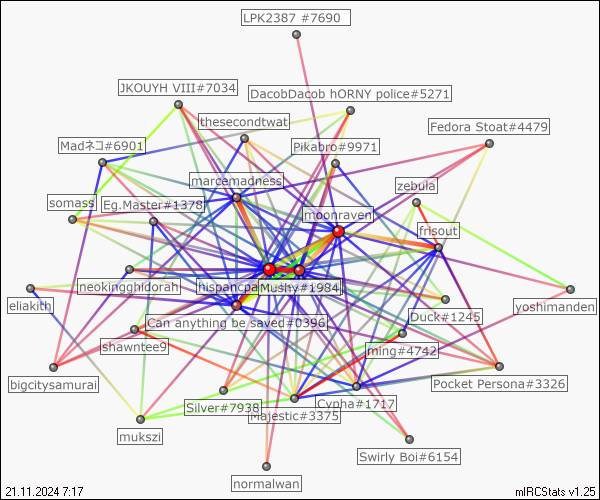 LPK2387 #7690
JKOUYH VIII#7034
DacobDacob hORNY police#5271
thesecondtwat
Fedora Stoat#4479
Madネコ#6901
Pikabro#9971
marcemadness
zebula
somass
Eg.Master#1378
moonraven
frisout
neokingghidorah
Mushy#1984
yoshimanden
eliakith
Can anything be saved#0396
Duck#1245
shawntee9
ming#4742
bigcitysamurai
Pocket Persona#3326
Silver#7938
Cypha#1717
Majestic#3375
mukszi
Swirly Boi#6154
normalwan
21.11.2024 7:17
mIRCStats v1.25